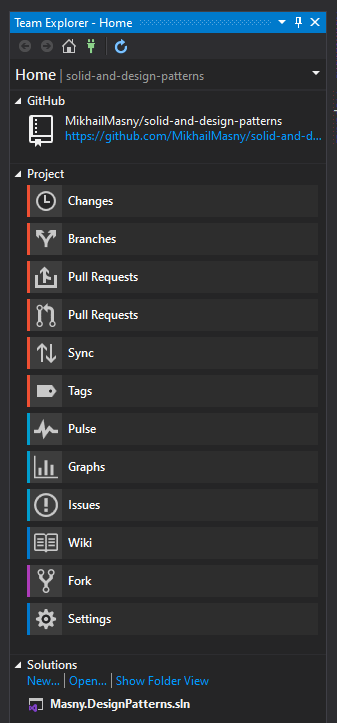 Team Explorer - Home
Home | solid-and-design-patterns
GitHub
MikhailMasny/solid-and-design-patterns
https://github.com/MikhailMasny/solid-and-d...
Project
Changes
Branches
Pull Requests
Pull Requests
Sync
Tags
Pulse
Graphs
Issues
Wiki
Fork
Settings
Solutions
New... | Open... | Show Folder View
Masny.DesignPatterns.sln